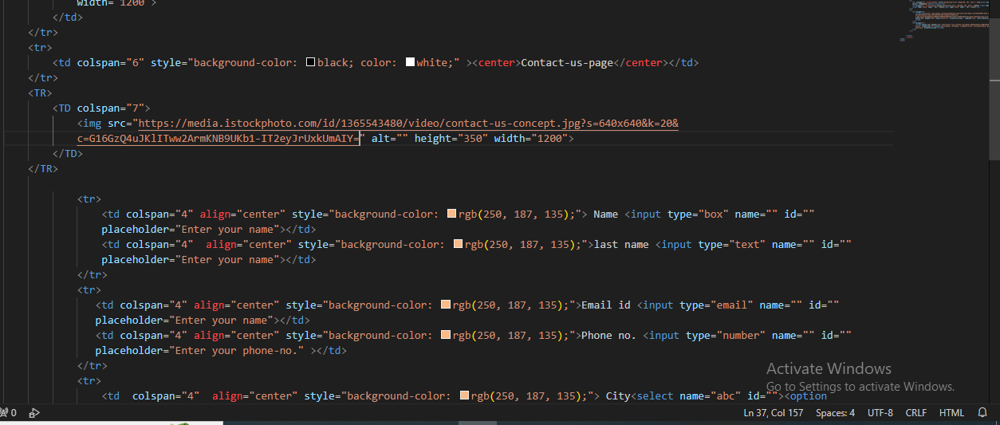 width="1200">
</td>
</tr>
<tr>
<td colspan="6" style="background-color: black; color: white;" ><center>Contact-us-page</center></td>
</tr>
<TR>
<TD colspan="7">
<img src="https://media.istockphoto.com/id/1365543480/video/contact-us-concept.jpg?s=640x640&k=20&
c=G16GzQ4uJKlITww2ArmKNB9UKb1-IT2eyJrUxkUmAIY=" alt="" height="350" width="1200">
</TD>
</TR>
<tr>
<td colspan="4" align="center" style="background-color: rgb(250, 187, 135);"> Name <input type="box" name="" id=""
placeholder="Enter your name"></td>
<td colspan="4"  align="center" style="background-color: rgb(250, 187, 135);">last name <input type="text" name="" id=""
placeholder="Enter your name"></td>
</tr>
<tr>
<td colspan="4" align="center" style="background-color: rgb(250, 187, 135);">Email id <input type="email" name="" id=""
placeholder="Enter your name"></td>
<td colspan="4" align="center" style="background-color: rgb(250, 187, 135);">Phone no. <input type="number" name="" id=""
placeholder="Enter your phone-no." ></td>
</tr>
<tr>
<td  colspan="4"  align="center" style="background-color: rgb(250, 187, 135);"> City<select name="abc" id=""><option
Activate Windows
Go to Settings to activate Windows.
0
Ln 37, Col 157 Spaces: 4 UTF-8 CRLF HTML